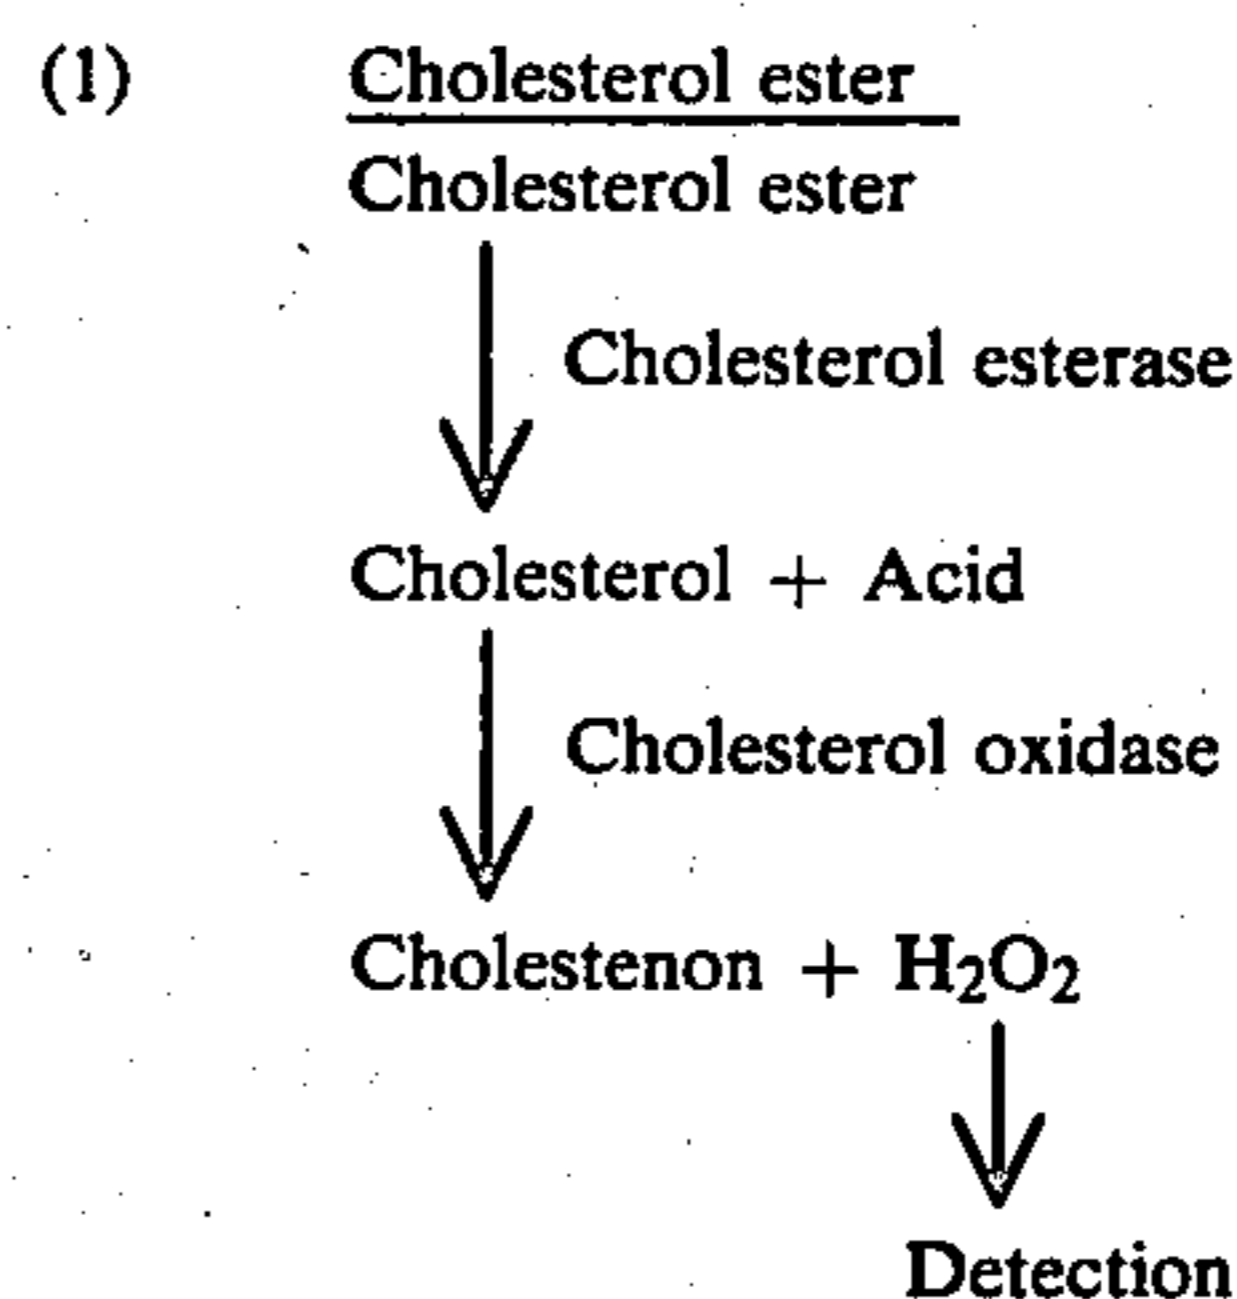 (1) Cholesterol ester
Cholesterol ester
Cholesterol esterase
Cholesterol + Acid
Cholesterol oxidase
Cholestenon + H₂O₂
Detection